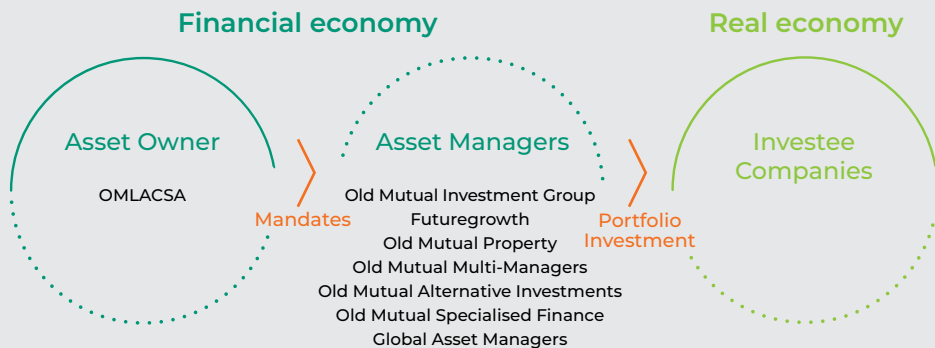 Financial economy
Real economy
Asset Owner
OMLACSA
Mandates
Asset Managers
Old Mutual Investment Group
Futuregrowth
Old Mutual Property
Old Mutual Multi-Managers
Old Mutual Alternative Investments
Old Mutual Specialised Finance
Global Asset Managers
Portfolio
Investment
Investee
Companies